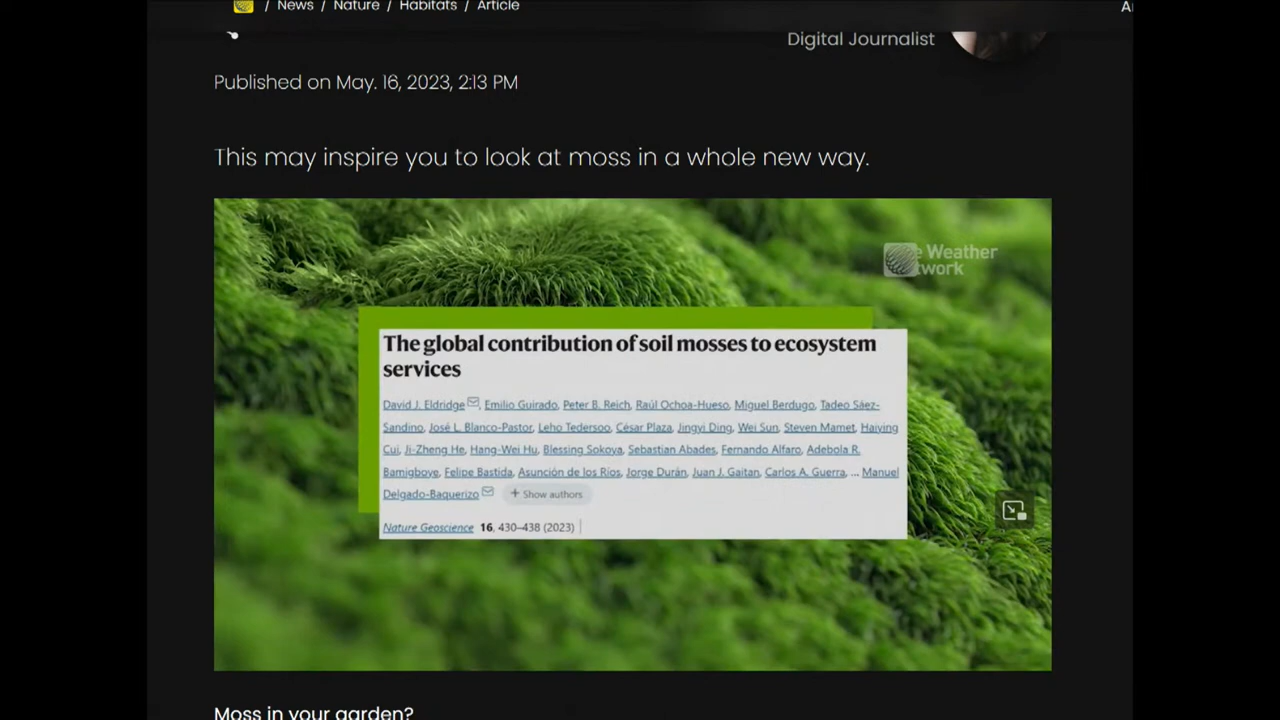 / News / Nature / Habitats / Article
Digital Journalist
Published on May. 16, 2023, 2:13 PM
This may inspire you to look at moss in a whole new way.
e Weather
twork
The global contribution of soil mosses to ecosystem
services
David J. Eldridge, Emilio Guirado, Peter B. Reich, Raúl Ochoa-Hueso, Miguel Berdugo, Tadeo Sáez-
Sandino, José L. Blanco-Pastor, Leho Tedersoo, César Plaza, Jingyi Ding, Wei Sun, Steven Mamet, Haiying
Cui, Ji-Zheng He, Hang-Wei Hu, Blessing Sokoya, Sebastian Abades, Fernando Alfaro, Adebola R.
Bamigboye, Felipe Bastida, Asunción de los Ríos, Jorge Durán, Juan J. Gaitan, Carlos A. Guerra, ... Manuel
Delgado-Baquerizo + Show authors
Nature Geoscience 16, 430–438 (2023)
Moss in your garden?